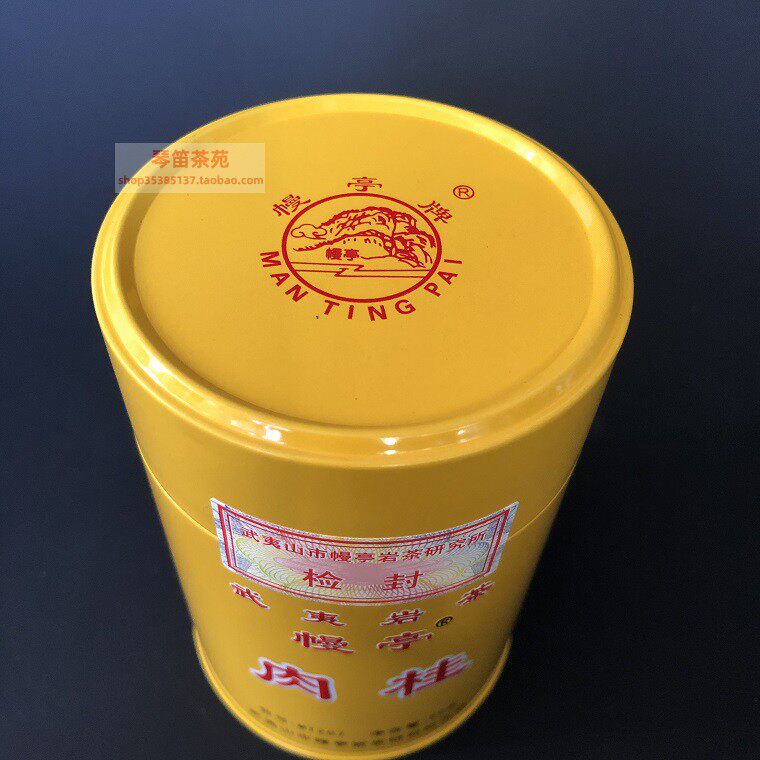 琴笛茶苑
shop35385137.taobao.com
幔亭牌®
幔亭
MAN TING PAI
武夷山市幔亭岩茶研究所
检封
武夷岩茶
幔亭®
肉桂